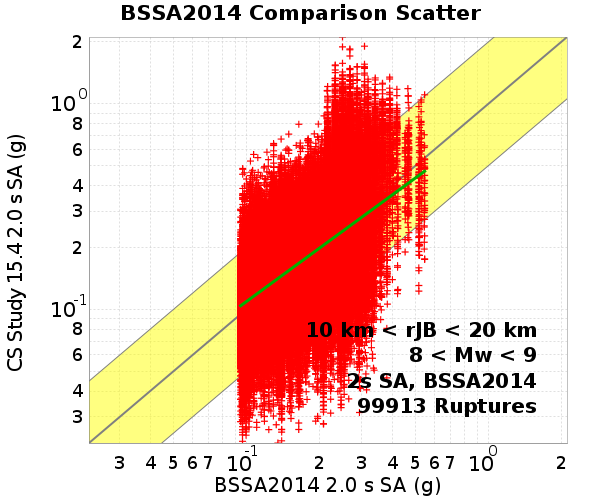 BSSA2014 Comparison Scatter
CS Study 15.4 2.0 s SA (g)
2
10^0
8
6
4
3
2
10^-1
8
6
4
3
10 km < rJB < 20 km
8 < Mw < 9
2s SA, BSSA2014
99913 Ruptures
3 4 5 6 7 10^-1 2 3 4 5 6 7 10^0 2
BSSA2014 2.0 s SA (g)